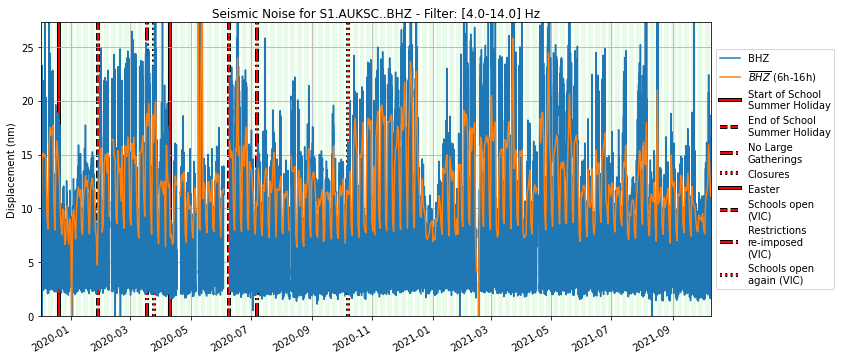 Seismic Noise for S1.AUKSC..BHZ - Filter: [4.0-14.0] Hz
Displacement (nm)
25
20
15
10
5
0
2020-01
2020-03
2020-05
2020-07
2020-09
2020-11
2021-01
2021-03
2021-05
2021-07
2021-09
BHZ
BHZ (6h-16h)
Start of School
Summer Holiday
End of School
Summer Holiday
No Large
Gatherings
Closures
Easter
Schools open
(VIC)
Restrictions
re-imposed
(VIC)
Schools open
again (VIC)